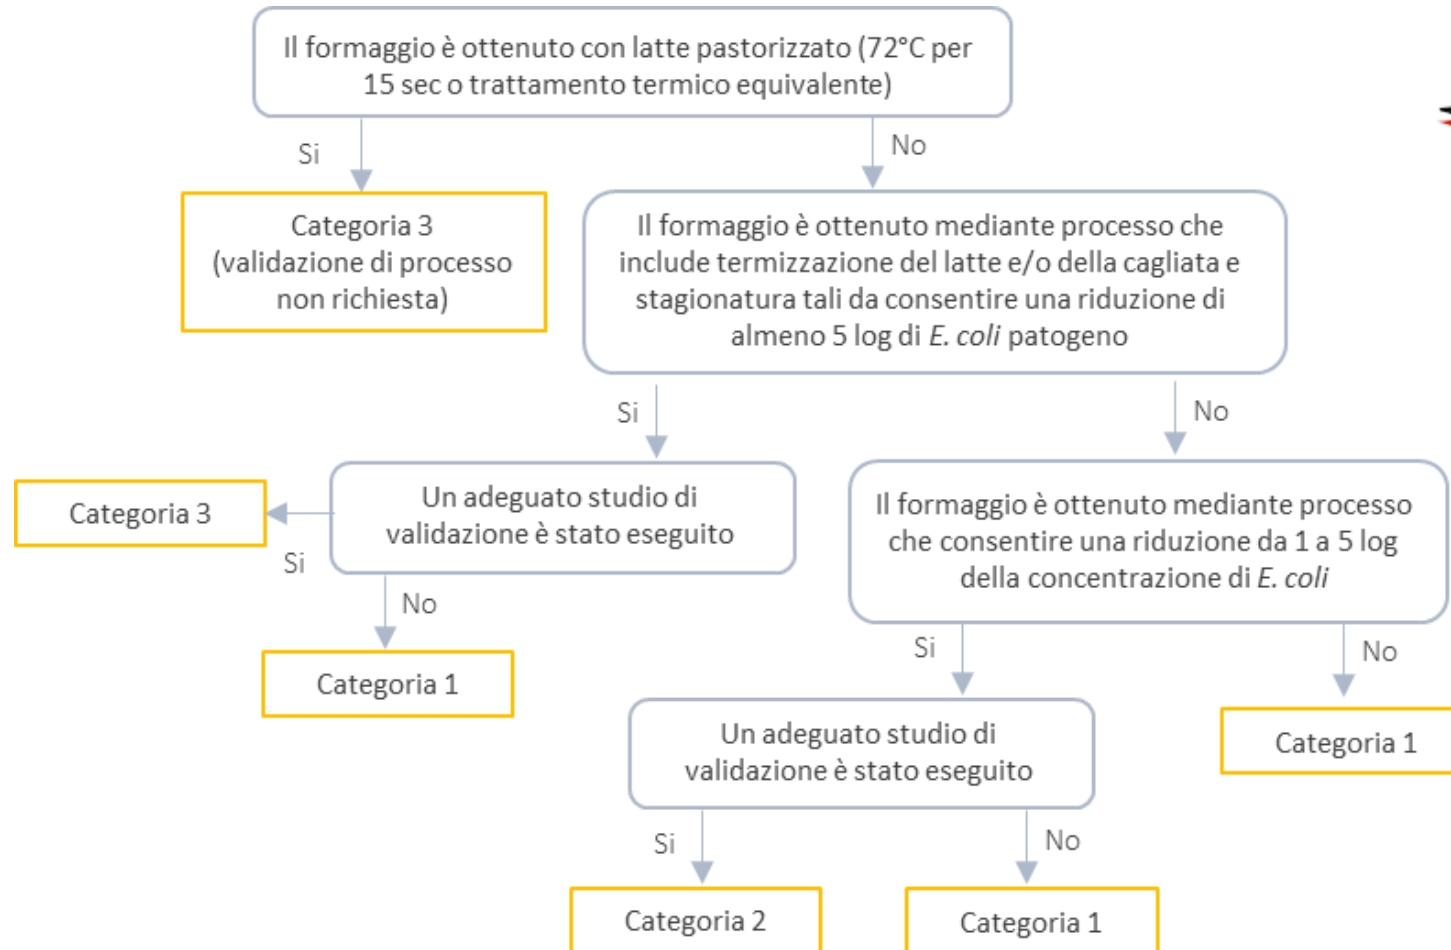 Il formaggio è ottenuto con latte pastorizzato (72°C per
15 sec o trattamento termico equivalente)
Si
No
Categoria 3
(validazione di processo
non richiesta)
Il formaggio è ottenuto mediante processo che
include termizzazione del latte e/o della cagliata e
stagionatura tali da consentire una riduzione di
almeno 5 log di E. coli patogeno
Si
No
Categoria 3
Si
Un adeguato studio di
validazione è stato eseguito
Il formaggio è ottenuto mediante processo
che consentire una riduzione da 1 a 5 log
della concentrazione di E. coli
No
Categoria 1
Si
No
Un adeguato studio di
validazione è stato eseguito
Categoria 1
Si
No
Categoria 2
Categoria 1